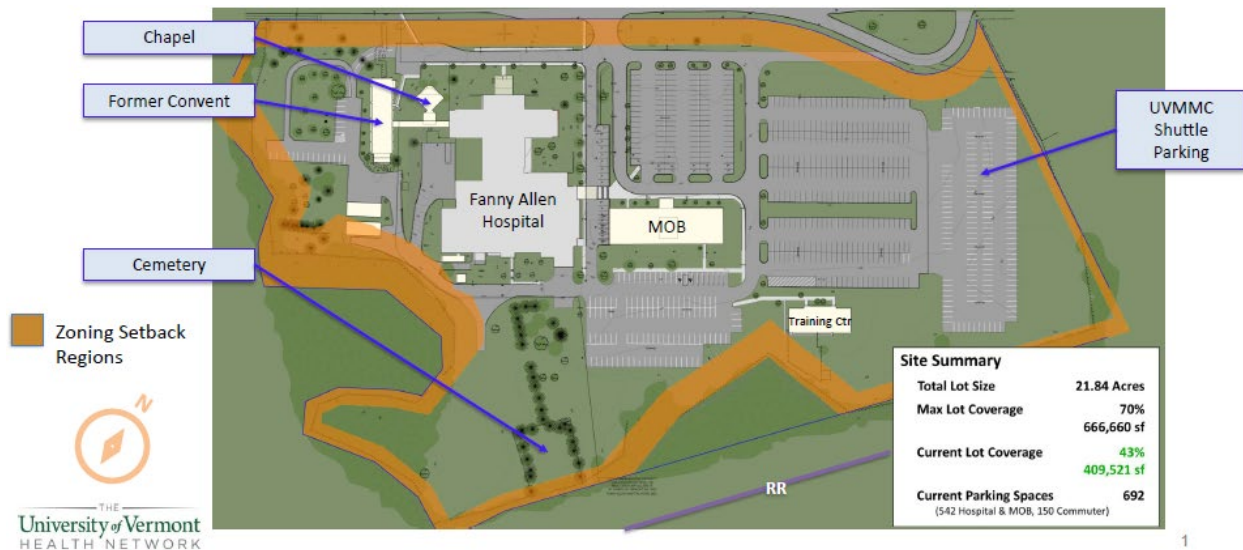 Chapel
Former Convent
Cemetery
Zoning Setback
Regions
N
THE
University of Vermont
HEALTH NETWORK
Fanny Allen
Hospital
MOB
Training Ctr
RR
UVMMC
Shuttle
Parking
Site Summary
Total Lot Size 21.84 Acres
Max Lot Coverage 70%
666,660 sf
Current Lot Coverage 43%
409,521 sf
Current Parking Spaces 692
(542 Hospital & MOB, 150 Commuter)
1